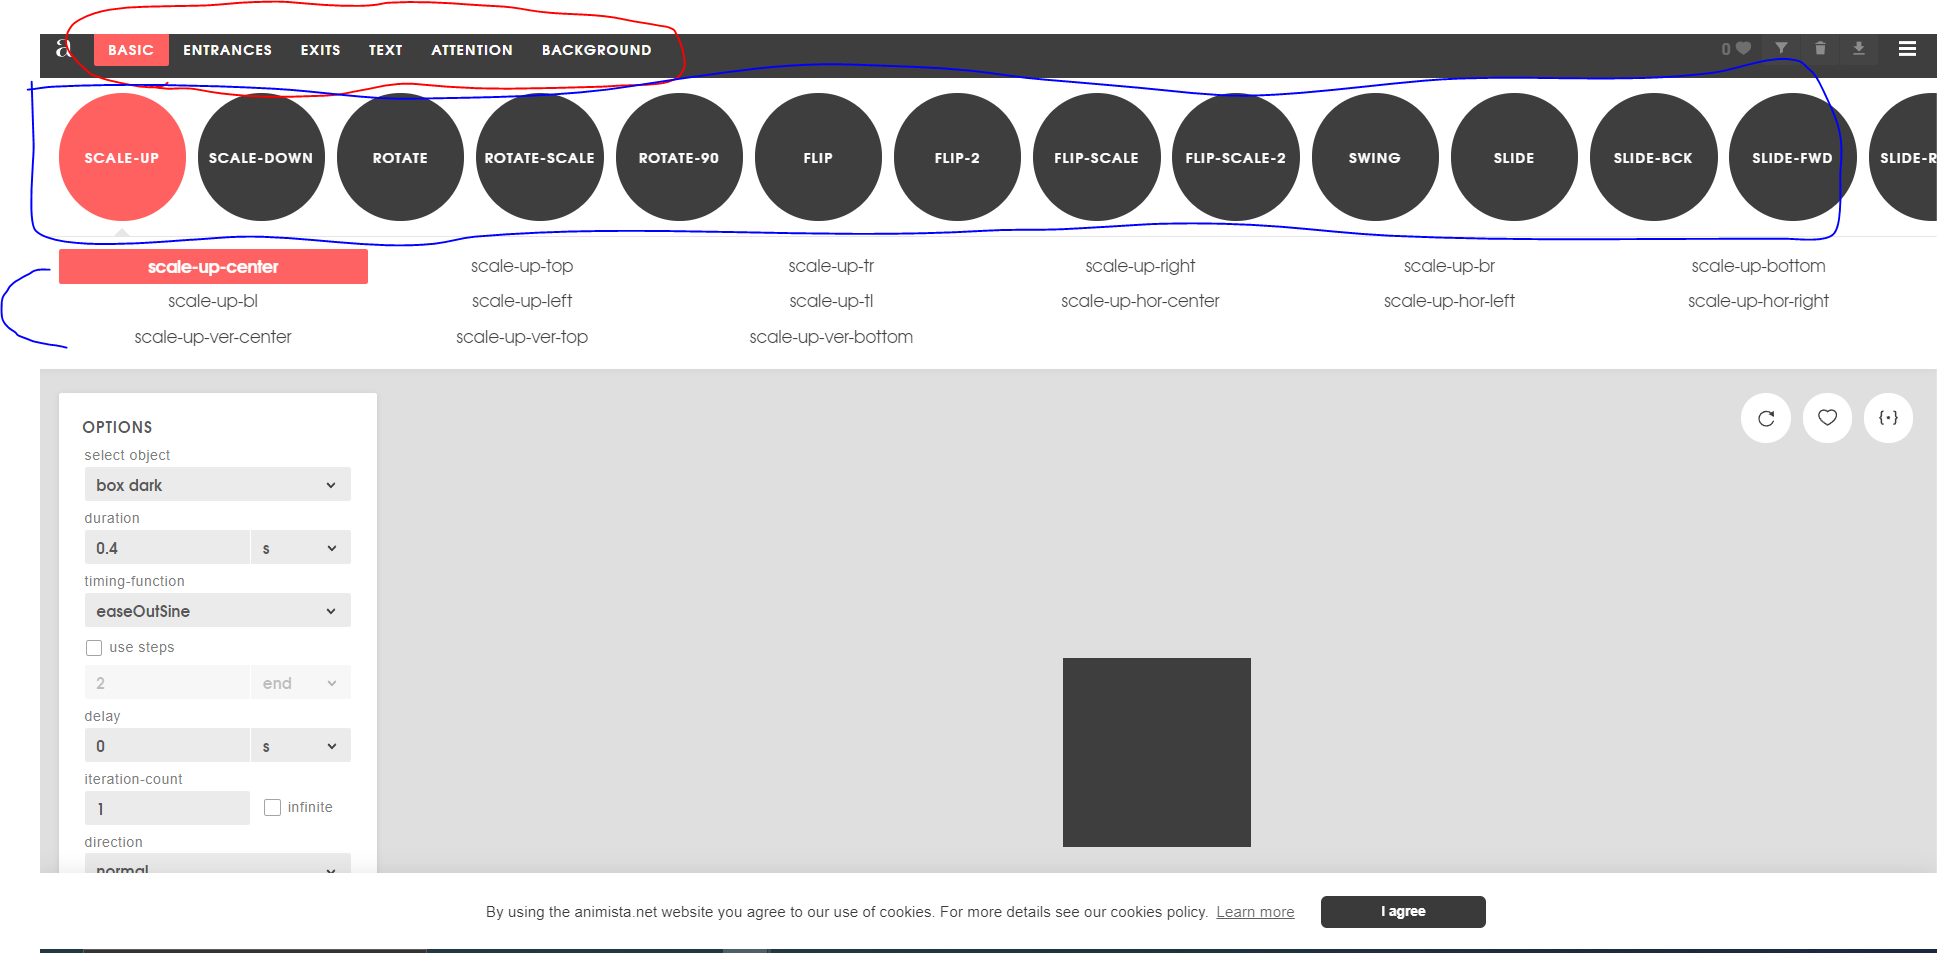 a BASIC ENTRANCES EXITS TEXT ATTENTION BACKGROUND 0
SCALE-UP SCALE-DOWN ROTATE ROTATE-SCALE ROTATE-90 FLIP FLIP-2 FLIP-SCALE FLIP-SCALE-2 SWING SLIDE SLIDE-BCK SLIDE-FWD SLIDE-R
scale-up-center scale-up-top scale-up-tr scale-up-right scale-up-br scale-up-bottom
scale-up-bl scale-up-left scale-up-tl scale-up-hor-center scale-up-hor-left scale-up-hor-right
scale-up-ver-center scale-up-ver-top scale-up-ver-bottom
OPTIONS
select object
box dark
duration
0.4 s
timing-function
easeOutSine
use steps
2 end
delay
0 s
iteration-count
1 infinite
direction
normal
{·}
By using the animista.net website you agree to our use of cookies. For more details see our cookies policy. Learn more I agree